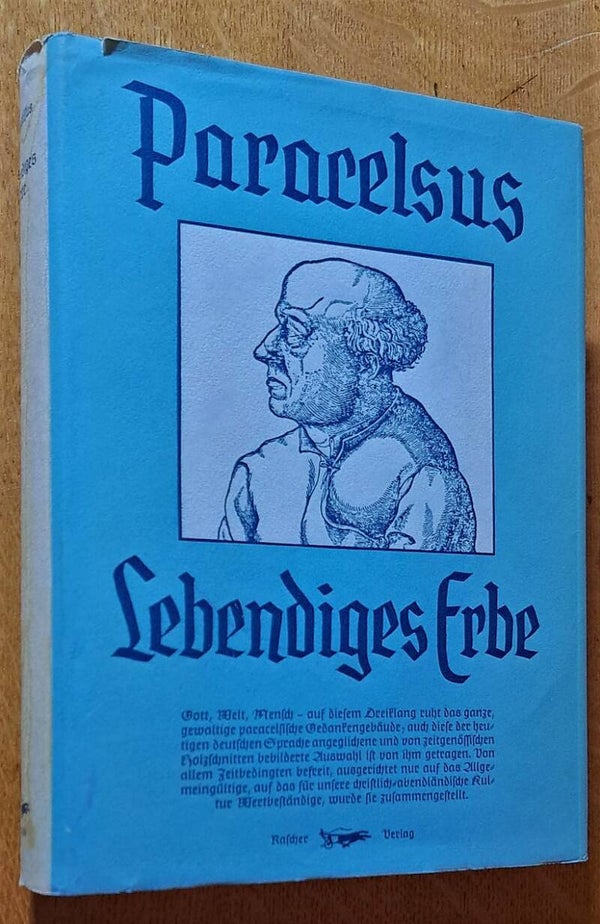 Paracelsus
Lebendiges Erbe
Gott, Welt, Mensch – auf diesem Dreiklang ruht das ganze,
gewaltige paracelsische Gedankengebäude; auch diese der heu-
tigen deutschen Sprache angeglichene und von zeitgenössischen
Holzschnitten bebilderte Auswahl ist von ihm getragen. Von
allem Zeitbedingten befreit, ausgerichtet nur auf das Allge-
meingültige, auf das für unsere christlich-abendländische Kul-
tur Wertbeständige, wurde sie zusammengestellt.
Rascher Verlag